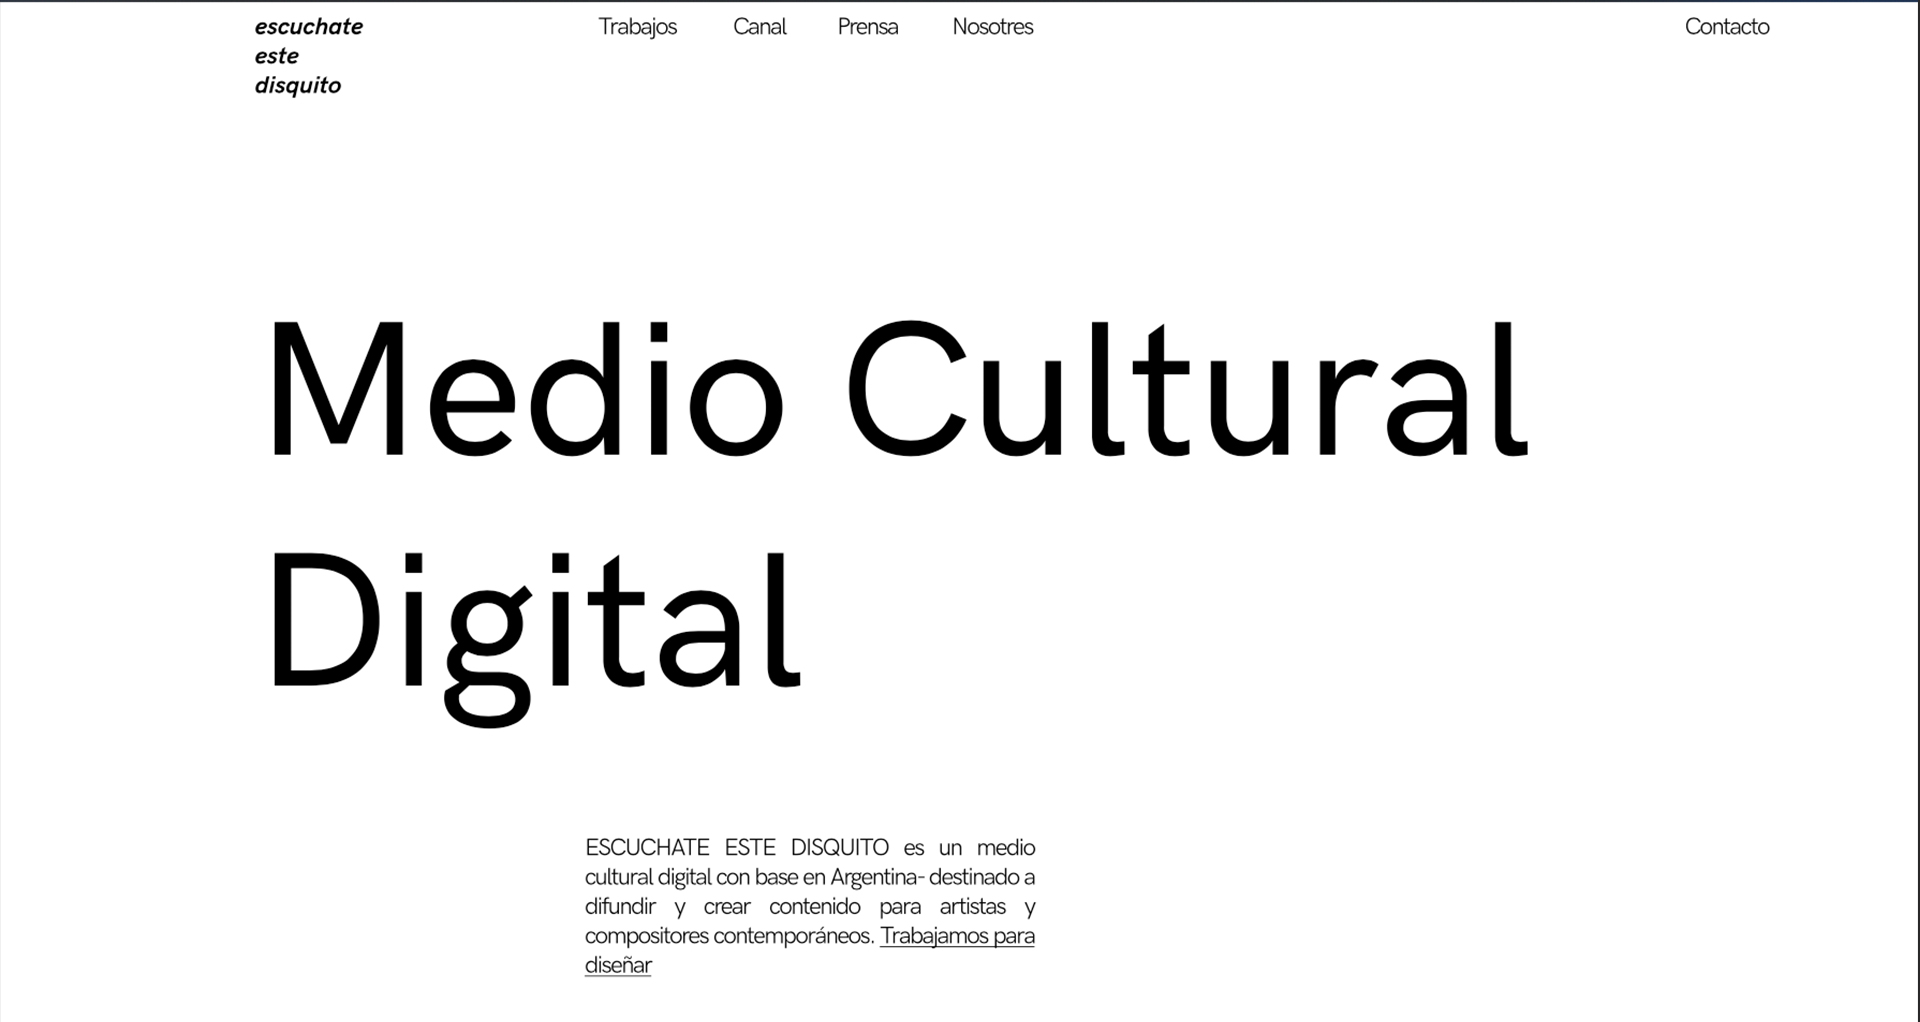 escuchate
este
disquito
Trabajos Canal Prensa Nosotres Contacto
Medio Cultural
Digital
ESCUCHATE ESTE DISQUITO es un medio
cultural digital con base en Argentina- destinado a
difundir y crear contenido para artistas y
compositores contemporáneos. Trabajamos para
diseñar